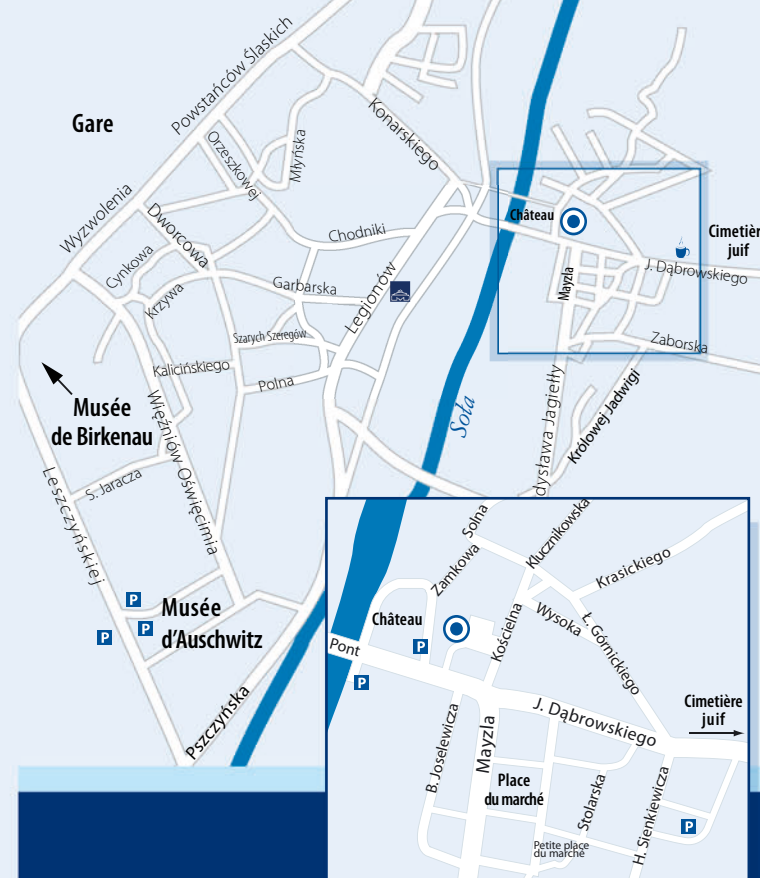 Powstańców Śląskich
Gare
Konarskiego
Młyńska
Orzeszkowej
Wyzwolenia
Dworcowa
Chodniki
Château
Cimetière
juif
J. Dąbrowskiego
Mayzla
Cynkowa
Krzywa
Garbarska
Legionów
Szarych Szeregów
Zaborska
Kalicińskiego
Polna
Musée
de Birkenau
Soła
Królowej Jadwigi
dysława Jagiełły
Więźniów Oświęcimia
S. Jaracza
Leszczyńskiej
P
P
P
Musée
d'Auschwitz
Pszczyńska
Solna
Klucznikowska
Zamkowa
Krasickiego
Château
Kościelna
Wysoka
Ł. Górnickiego
Pont
P
P
J. Dąbrowskiego
Cimetière
juif
B. Joselewicza
Mayzla
Place
du marché
Stolarska
H. Sienkiewicza
P
Petite place
du marché